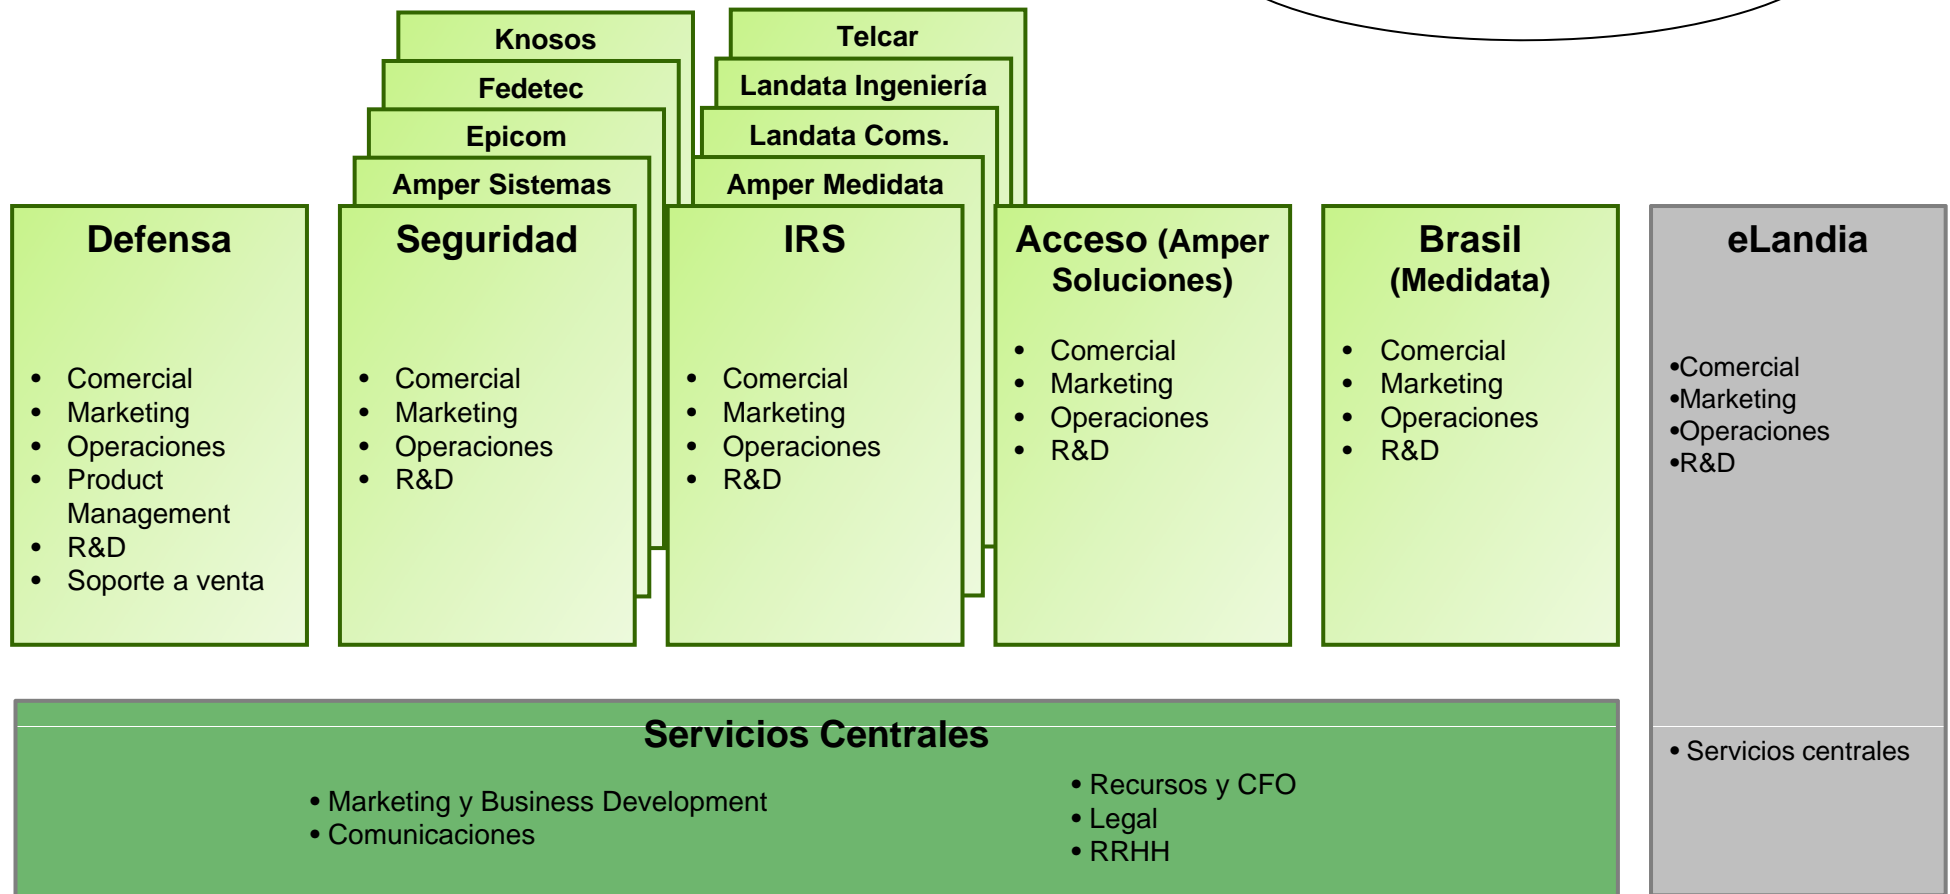 Knosos
Fedetec
Epicom
Amper Sistemas
Telcar
Landata Ingeniería
Landata Coms.
Amper Medidata
Defensa
• Comercial
• Marketing
• Operaciones
• Product
Management
• R&D
• Soporte a venta
Seguridad
• Comercial
• Marketing
• Operaciones
• R&D
IRS
• Comercial
• Marketing
• Operaciones
• R&D
Acceso (Amper
Soluciones)
• Comercial
• Marketing
• Operaciones
• R&D
Brasil
(Medidata)
• Comercial
• Marketing
• Operaciones
• R&D
eLandia
•Comercial
•Marketing
•Operaciones
•R&D
• Servicios centrales
Servicios Centrales
• Marketing y Business Development
• Comunicaciones
• Recursos y CFO
• Legal
• RRHH